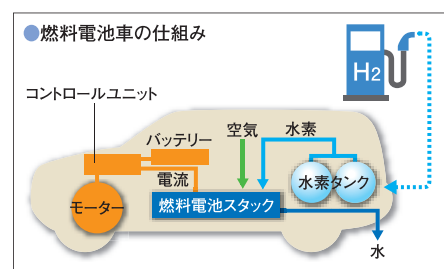 ●燃料電池車の仕組み
H2
コントロールユニット
バッテリー
空気
水素
電流
水素タンク
モーター
燃料電池スタック
水